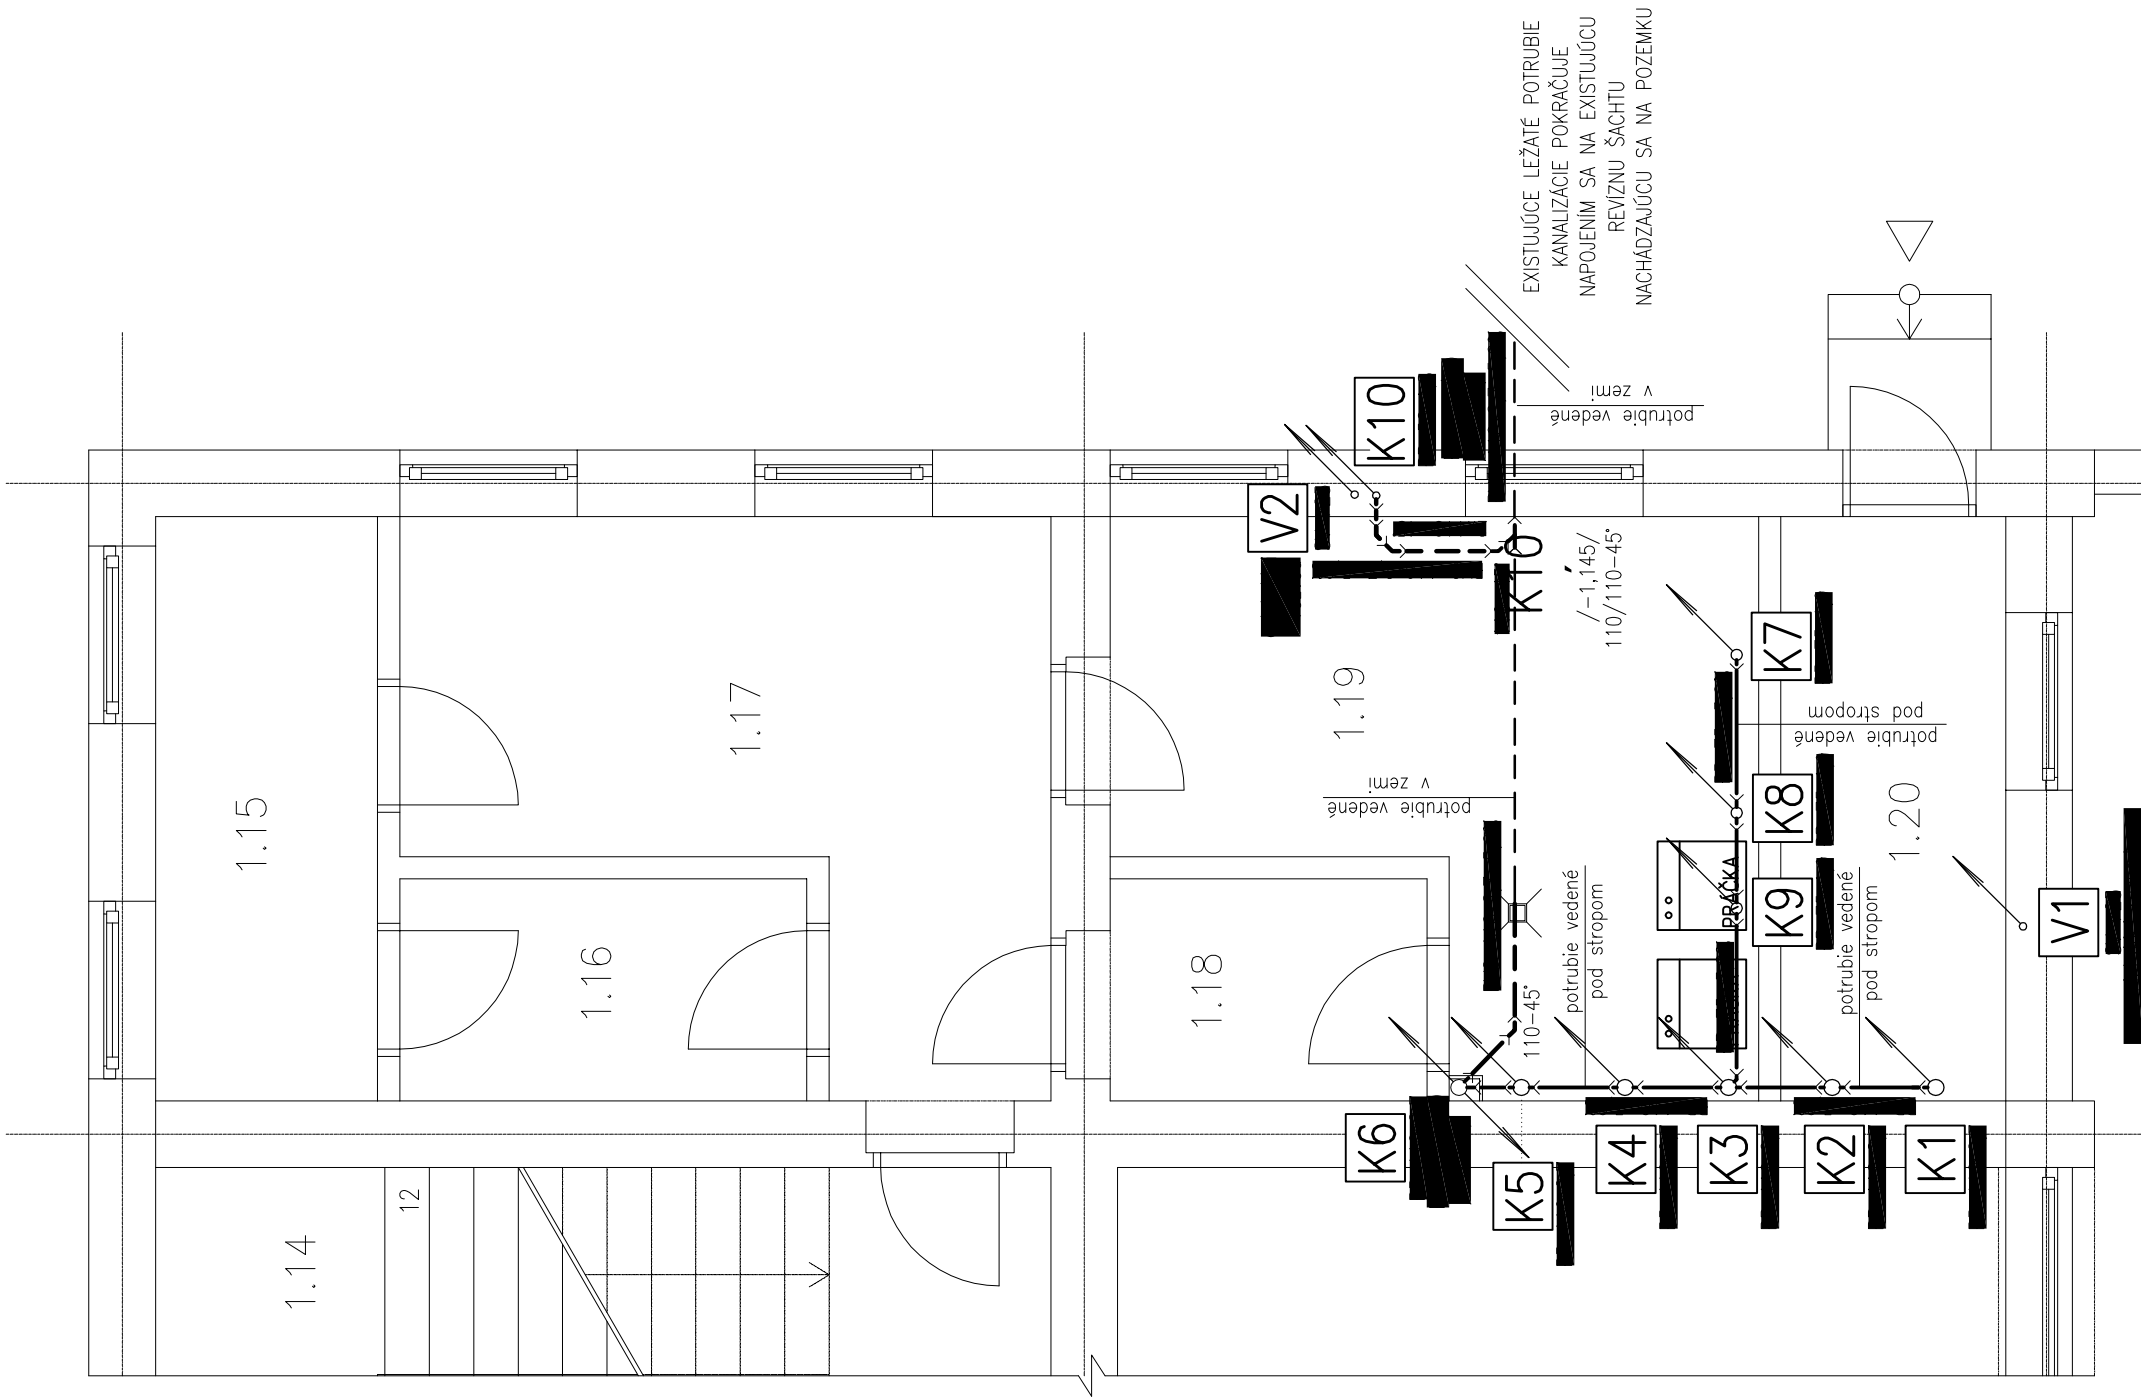 EXISTUJÚCE LEŽATÉ POTRUBIE
KANALIZÁCIE POKRAČUJE
NAPOJENÍM SA NA EXISTUJÚCU
REVÍZNU ŠACHTU
NACHÁDZAJÚCU SA NA POZEMKU
1.15
1.17
1.16
1.14
12
1.18
1.19
1.20
V2
K10
potrubie vedené
v zemi
K10'
/-1,145/
110/110-45°
potrubie vedené
v zemi
K7
potrubie vedené
pod stropom
K8
PRÁČKA
K9
potrubie vedené
pod stropom
110-45°
potrubie vedené
pod stropom
V1
K6
K5
K4
K3
K2
K1